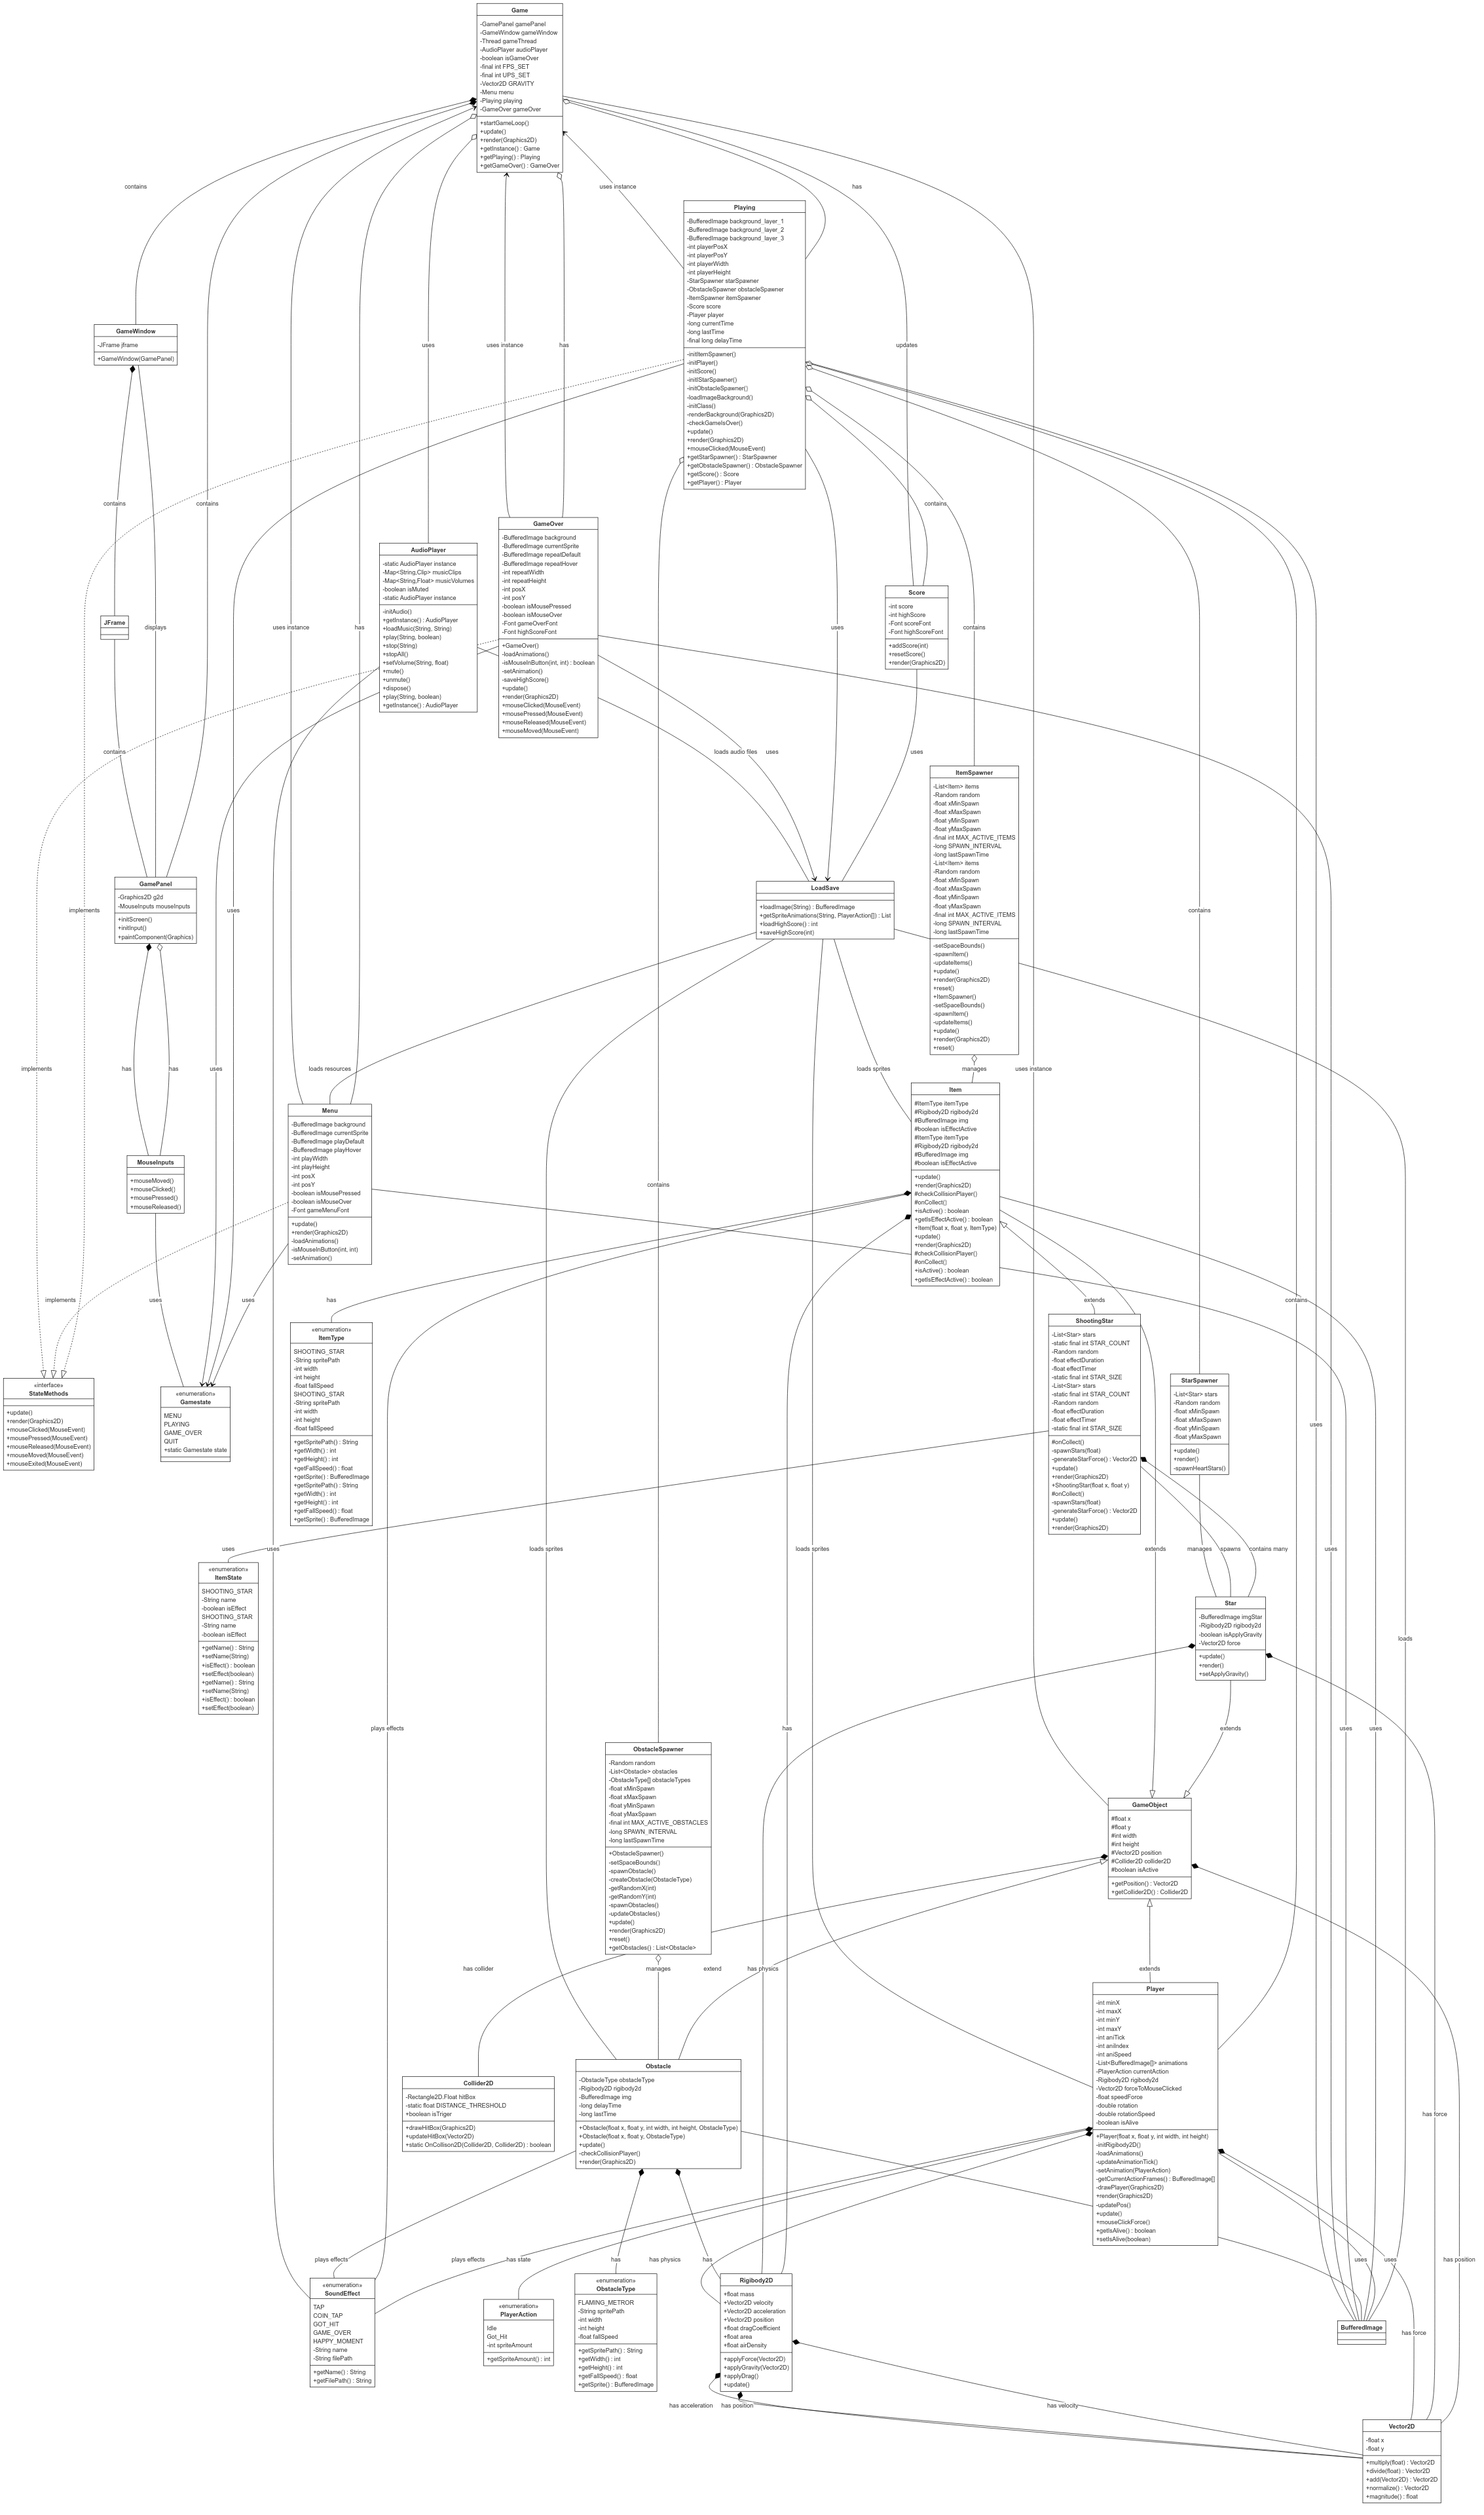 Game
-GamePanel gamePanel
-GameWindow gameWindow
-Thread gameThread
-AudioPlayer audioPlayer
-boolean isGameOver
-final int FPS_SET
-final int UPS_SET
-Vector2D GRAVITY
-Menu menu
-Playing playing
-GameOver gameOver
+startGameLoop()
+update()
+render(Graphics2D)
+getInstance() : Game
+getPlaying() : Playing
+getGameOver() : GameOver
contains
uses instance
has
Playing
-BufferedImage background_layer_1
-BufferedImage background_layer_2
-BufferedImage background_layer_3
-int playerPosX
-int playerPosY
-int playerWidth
-int playerHeight
-StarSpawner starSpawner
-ObstacleSpawner obstacleSpawner
-ItemSpawner itemSpawner
-Score score
-Player player
-long currentTime
-long lastTime
-final long delayTime
-initItemSpawner()
-initPlayer()
-initScore()
-initStarSpawner()
-initObstacleSpawner()
-loadImageBackground()
-initClass()
-renderBackground(Graphics2D)
-checkGameIsOver()
+update()
+render(Graphics2D)
+mouseClicked(MouseEvent)
+getStarSpawner() : StarSpawner
+getObstacleSpawner() : ObstacleSpawner
+getScore() : Score
+getPlayer() : Player
GameWindow
-JFrame jframe
+GameWindow(GamePanel)
uses
uses instance
has
updates
contains
contains
contains
GameOver
-BufferedImage background
-BufferedImage currentSprite
-BufferedImage repeatDefault
-BufferedImage repeatHover
-int repeatWidth
-int repeatHeight
-int posX
-int posY
-boolean isMousePressed
-boolean isMouseOver
-Font gameOverFont
-Font highScoreFont
+GameOver()
-loadAnimations()
-isMouseInButton(int, int) : boolean
-setAnimation()
-saveHighScore()
+update()
+render(Graphics2D)
+mouseClicked(MouseEvent)
+mousePressed(MouseEvent)
+mouseReleased(MouseEvent)
+mouseMoved(MouseEvent)
AudioPlayer
-static AudioPlayer instance
-Map<String,Clip> musicClips
-Map<String,Float> musicVolumes
-boolean isMuted
-static AudioPlayer instance
-initAudio()
+getInstance() : AudioPlayer
+loadMusic(String, String)
+play(String, boolean)
+stop(String)
+stopAll()
+setVolume(String, float)
+mute()
+unmute()
+dispose()
+play(String, boolean)
+getInstance() : AudioPlayer
Score
-int score
-int highScore
-Font scoreFont
-Font highScoreFont
+addScore(int)
+resetScore()
+render(Graphics2D)
JFrame
displays
uses instance
has
uses
contains
contains
loads audio files
uses
uses
ItemSpawner
-List<Item> items
-Random random
-float xMinSpawn
-float xMaxSpawn
-float yMinSpawn
-float yMaxSpawn
-final int MAX_ACTIVE_ITEMS
-long SPAWN_INTERVAL
-long lastSpawnTime
-List<Item> items
-Random random
-float xMinSpawn
-float xMaxSpawn
-float yMinSpawn
-float yMaxSpawn
-final int MAX_ACTIVE_ITEMS
-long SPAWN_INTERVAL
-long lastSpawnTime
-setSpaceBounds()
-spawnItem()
-updateItems()
+update()
+render(Graphics2D)
+reset()
+ItemSpawner()
-setSpaceBounds()
-spawnItem()
-updateItems()
+update()
+render(Graphics2D)
+reset()
GamePanel
-Graphics2D g2d
-MouseInputs mouseInputs
+initScreen()
+initInput()
+paintComponent(Graphics)
LoadSave
+loadImage(String) : BufferedImage
+getSpriteAnimations(String, PlayerAction[]) : List
+loadHighScore() : int
+saveHighScore(int)
implements
uses
contains
implements
has
has
uses
loads resources
loads sprites
manages
uses instance
Item
#ItemType itemType
#Rigibody2D rigibody2d
#BufferedImage img
#boolean isEffectActive
#ItemType itemType
#Rigibody2D rigibody2d
#BufferedImage img
#boolean isEffectActive
+update()
+render(Graphics2D)
#checkCollisionPlayer()
#onCollect()
+isActive() : boolean
+getIsEffectActive() : boolean
+Item(float x, float y, ItemType)
+update()
+render(Graphics2D)
#checkCollisionPlayer()
#onCollect()
+isActive() : boolean
+getIsEffectActive() : boolean
Menu
-BufferedImage background
-BufferedImage currentSprite
-BufferedImage playDefault
-BufferedImage playHover
-int playWidth
-int playHeight
-int posX
-int posY
-boolean isMousePressed
-boolean isMouseOver
-Font gameMenuFont
+update()
+render(Graphics2D)
-loadAnimations()
-isMouseInButton(int, int)
-setAnimation()
MouseInputs
+mouseMoved()
+mouseClicked()
+mousePressed()
+mouseReleased()
contains
implements
uses
uses
has
extends
contains
«enumeration»
ItemType
SHOOTING_STAR
-String spritePath
-int width
-int height
-float fallSpeed
SHOOTING_STAR
-String spritePath
-int width
-int height
-float fallSpeed
+getSpritePath() : String
+getWidth() : int
+getHeight() : int
+getFallSpeed() : float
+getSprite() : BufferedImage
+getSpritePath() : String
+getWidth() : int
+getHeight() : int
+getFallSpeed() : float
+getSprite() : BufferedImage
ShootingStar
-List<Star> stars
-static final int STAR_COUNT
-Random random
-float effectDuration
-float effectTimer
-static final int STAR_SIZE
-List<Star> stars
-static final int STAR_COUNT
-Random random
-float effectDuration
-float effectTimer
-static final int STAR_SIZE
#onCollect()
-spawnStars(float)
-generateStarForce() : Vector2D
+update()
+render(Graphics2D)
+ShootingStar(float x, float y)
#onCollect()
-spawnStars(float)
-generateStarForce() : Vector2D
+update()
+render(Graphics2D)
«interface»
StateMethods
+update()
+render(Graphics2D)
+mouseClicked(MouseEvent)
+mousePressed(MouseEvent)
+mouseReleased(MouseEvent)
+mouseMoved(MouseEvent)
+mouseExited(MouseEvent)
«enumeration»
Gamestate
MENU
PLAYING
GAME_OVER
QUIT
+static Gamestate state
StarSpawner
-List<Star> stars
-Random random
-float xMinSpawn
-float xMaxSpawn
-float yMinSpawn
-float yMaxSpawn
+update()
+render()
-spawnHeartStars()
uses
uses
uses
loads sprites
loads sprites
extends
manages
spawns
contains many
uses
«enumeration»
ItemState
SHOOTING_STAR
-String name
-boolean isEffect
SHOOTING_STAR
-String name
-boolean isEffect
+getName() : String
+setName(String)
+isEffect() : boolean
+setEffect(boolean)
+getName() : String
+setName(String)
+isEffect() : boolean
+setEffect(boolean)
Star
-BufferedImage imgStar
-Rigibody2D rigibody2d
-boolean isApplyGravity
-Vector2D force
+update()
+render()
+setApplyGravity()
loads
plays effects
has
extends
uses
uses
ObstacleSpawner
-Random random
-List<Obstacle> obstacles
-ObstacleType[] obstacleTypes
-float xMinSpawn
-float xMaxSpawn
-float yMinSpawn
-float yMaxSpawn
-final int MAX_ACTIVE_OBSTACLES
-long SPAWN_INTERVAL
-long lastSpawnTime
+ObstacleSpawner()
-setSpaceBounds()
-spawnObstacle()
-createObstacle(ObstacleType)
-getRandomX(int)
-getRandomY(int)
-spawnObstacles()
-updateObstacles()
+update()
+render(Graphics2D)
+reset()
+getObstacles() : List<Obstacle>
GameObject
#float x
#float y
#int width
#int height
#Vector2D position
#Collider2D collider2D
#boolean isActive
+getPosition() : Vector2D
+getCollider2D() : Collider2D
has collider
manages
extend
has physics
extends
Player
-int minX
-int maxX
-int minY
-int maxY
-int aniTick
-int aniIndex
-int aniSpeed
-List<BufferedImage[]> animations
-PlayerAction currentAction
-Rigibody2D rigibody2d
-Vector2D forceToMouseClicked
-float speedForce
-double rotation
-double rotationSpeed
-boolean isAlive
+Player(float x, float y, int width, int height)
-initRigibody2D()
-loadAnimations()
-updateAnimationTick()
-setAnimation(PlayerAction)
-getCurrentActionFrames() : BufferedImage[]
-drawPlayer(Graphics2D)
+render(Graphics2D)
-updatePos()
+update()
+mouseClickForce()
+getIsAlive() : boolean
+setIsAlive(boolean)
Obstacle
-ObstacleType obstacleType
-Rigibody2D rigibody2d
-BufferedImage img
-long delayTime
-long lastTime
+Obstacle(float x, float y, int width, int height, ObstacleType)
+Obstacle(float x, float y, ObstacleType)
+update()
-checkCollisionPlayer()
+render(Graphics2D)
Collider2D
-Rectangle2D.Float hitBox
-static float DISTANCE_THRESHOLD
+boolean isTriger
+drawHitBox(Graphics2D)
+updateHitBox(Vector2D)
+static OnCollison2D(Collider2D, Collider2D) : boolean
has force
plays effects
plays effects
has state
has
has physics
has
uses
uses
has position
«enumeration»
SoundEffect
TAP
COIN_TAP
GOT_HIT
GAME_OVER
HAPPY_MOMENT
-String name
-String filePath
+getName() : String
+getFilePath() : String
«enumeration»
PlayerAction
Idle
Got_Hit
-int spriteAmount
+getSpriteAmount() : int
«enumeration»
ObstacleType
FLAMING_METROR
-String spritePath
-int width
-int height
-float fallSpeed
+getSpritePath() : String
+getWidth() : int
+getHeight() : int
+getFallSpeed() : float
+getSprite() : BufferedImage
Rigibody2D
+float mass
+Vector2D velocity
+Vector2D acceleration
+Vector2D position
+float dragCoefficient
+float area
+float airDensity
+applyForce(Vector2D)
+applyGravity(Vector2D)
+applyDrag()
+update()
BufferedImage
has force
has acceleration
has position
has velocity
Vector2D
-float x
-float y
+multiply(float) : Vector2D
+divide(float) : Vector2D
+add(Vector2D) : Vector2D
+normalize() : Vector2D
+magnitude() : float